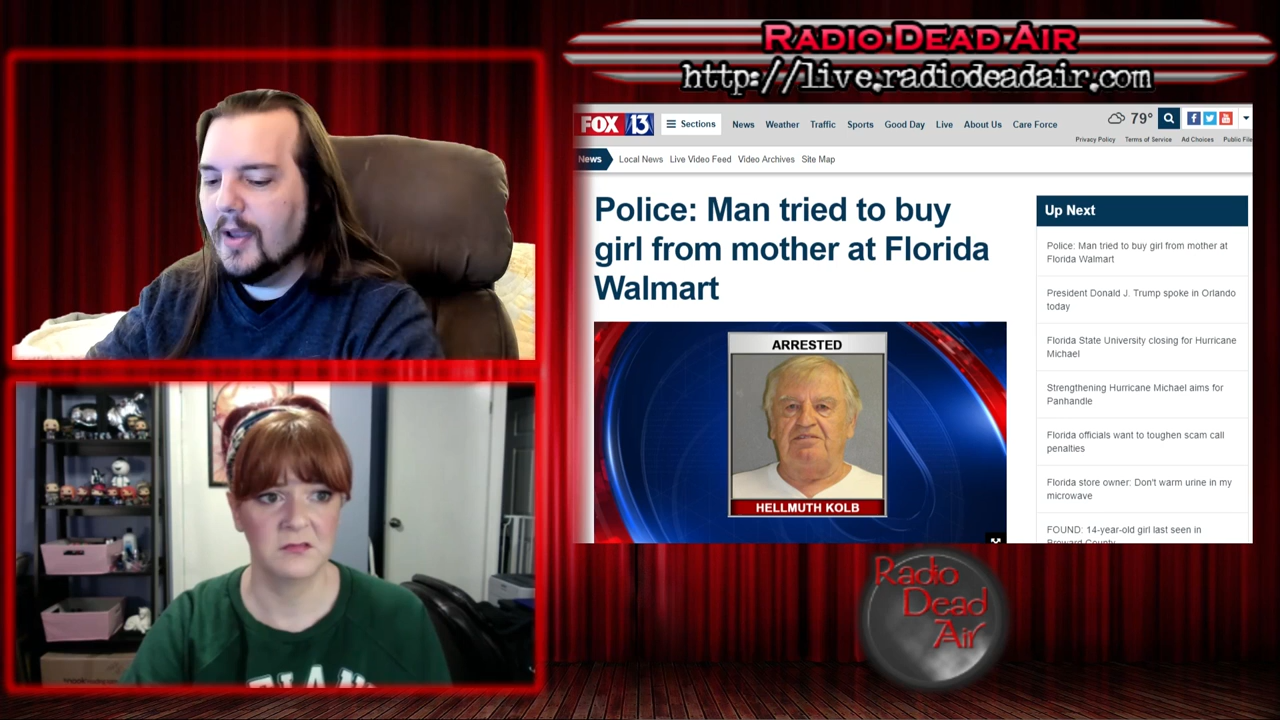 Radio Dead Air
http://live.radiodeadair.com
FOX 13
Sections
News
Weather
Traffic
Sports
Good Day
Live
About Us
Care Force
79°
Privacy Policy
Terms of Service
Ad Choices
Public File
News
Local News
Live Video Feed
Video Archives
Site Map
Police: Man tried to buy
girl from mother at Florida
Walmart
ARRESTED
HELLMUTH KOLB
Up Next
Police: Man tried to buy girl from mother at
Florida Walmart
President Donald J. Trump spoke in Orlando
today
Florida State University closing for Hurricane
Michael
Strengthening Hurricane Michael aims for
Panhandle
Florida officials want to toughen scam call
penalties
Florida store owner: Don't warm urine in my
microwave
FOUND: 14-year-old girl last seen in
Broward County
Radio
Dead
Air